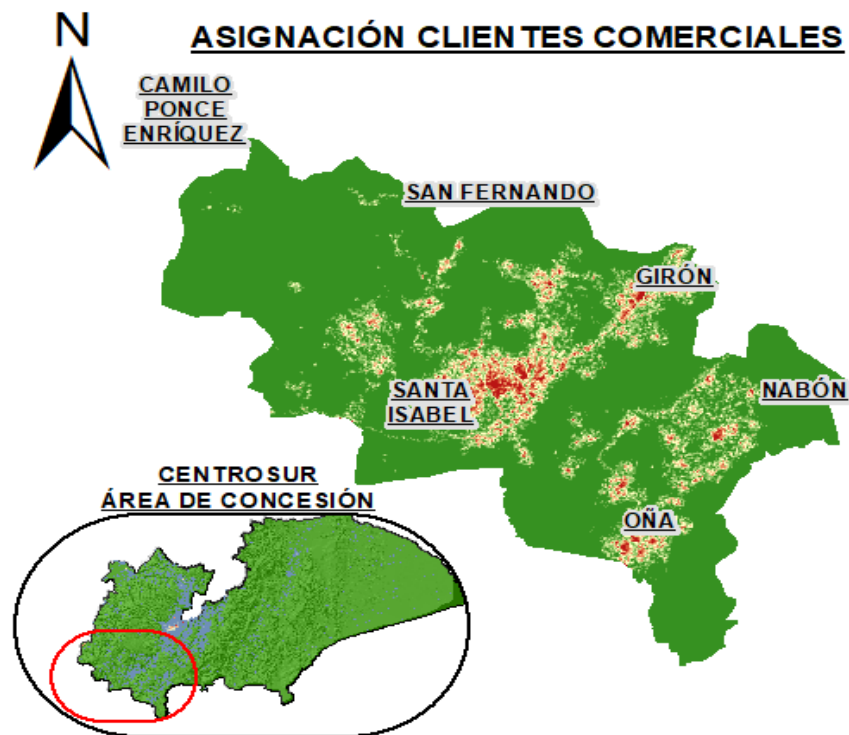 N
ASIGNACIÓN CLIENTES COMERCIALES
CAMILO
PONCE
ENRÍQUEZ
SAN FERNANDO
GIRÓN
SANTA
ISABEL
NABÓN
OÑA
CENTROSUR
ÁREA DE CONCESIÓN